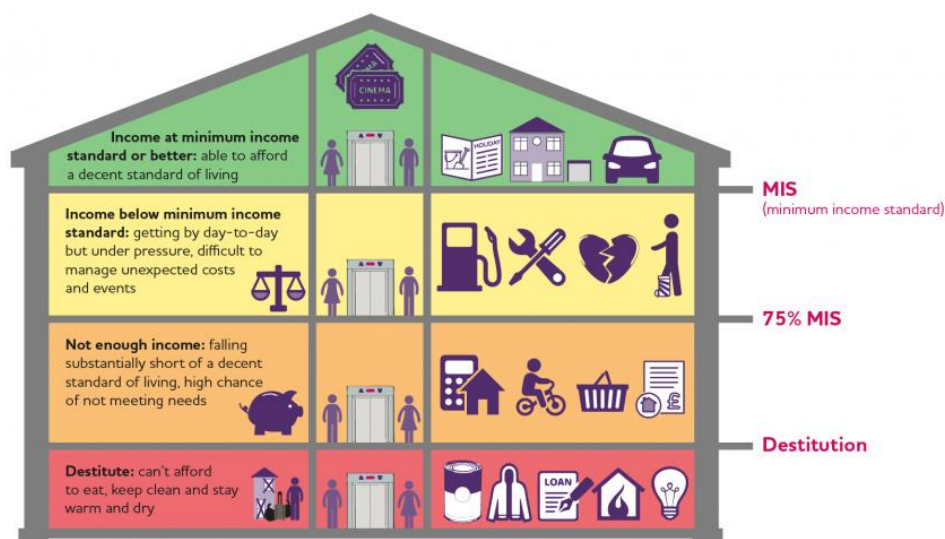 CINEMA
Income at minimum income
standard or better: able to afford
a decent standard of living
HOLIDAY
MIS
(minimum income standard)
Income below minimum income
standard: getting by day-to-day
but under pressure, difficult to
manage unexpected costs
and events
75% MIS
Not enough income: falling
substantially short of a decent
standard of living, high chance
of not meeting needs
£
Destitution
Destitute: can't afford
to eat, keep clean and stay
warm and dry
LOAN